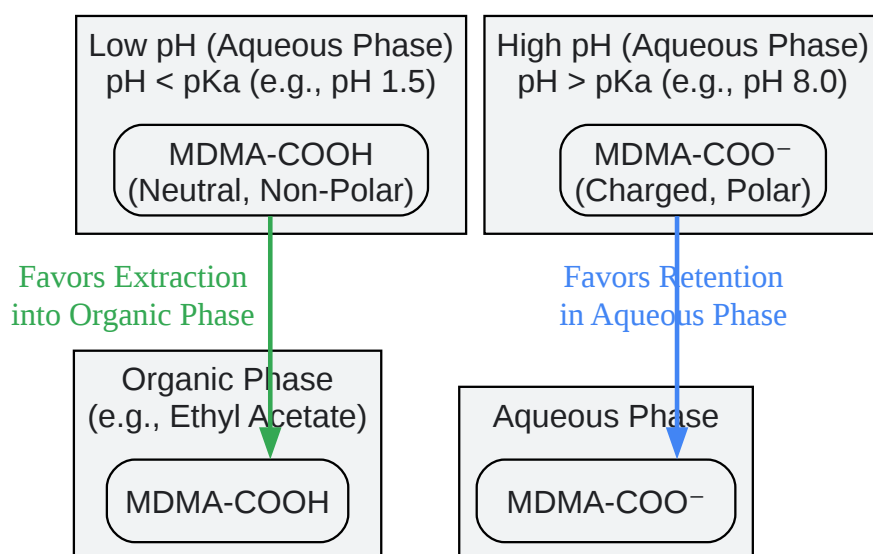 Low pH (Aqueous Phase)
pH < pKa (e.g., pH 1.5)
MDMA-COOH
(Neutral, Non-Polar)
High pH (Aqueous Phase)
pH > pKa (e.g., pH 8.0)
MDMA-COO⁻
(Charged, Polar)
Favors Extraction
into Organic Phase
Favors Retention
in Aqueous Phase
Organic Phase
(e.g., Ethyl Acetate)
MDMA-COOH
Aqueous Phase
MDMA-COO⁻